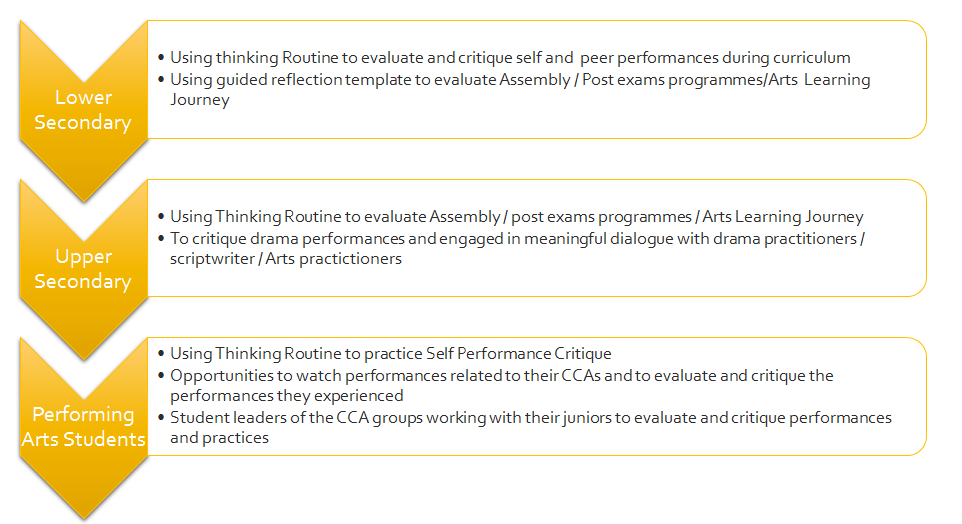 Lower
Secondary
• Using thinking Routine to evaluate and critique self and  peer performances during curriculum
• Using guided reflection template to evaluate Assembly / Post exams programmes/Arts  Learning
Journey
Upper
Secondary
• Using Thinking Routine to evaluate Assembly / post exams programmes / Arts Learning Journey
• To critique drama performances and engaged in meaningful dialogue with drama practitioners /
scriptwriter / Arts practictioners
Performing
Arts Students
• Using Thinking Routine to practice Self Performance Critique
• Opportunities to watch performances related to their CCAs and to evaluate and critique the
performances they experienced
• Student leaders of the CCA groups working with their juniors to evaluate and critique performances
and practices